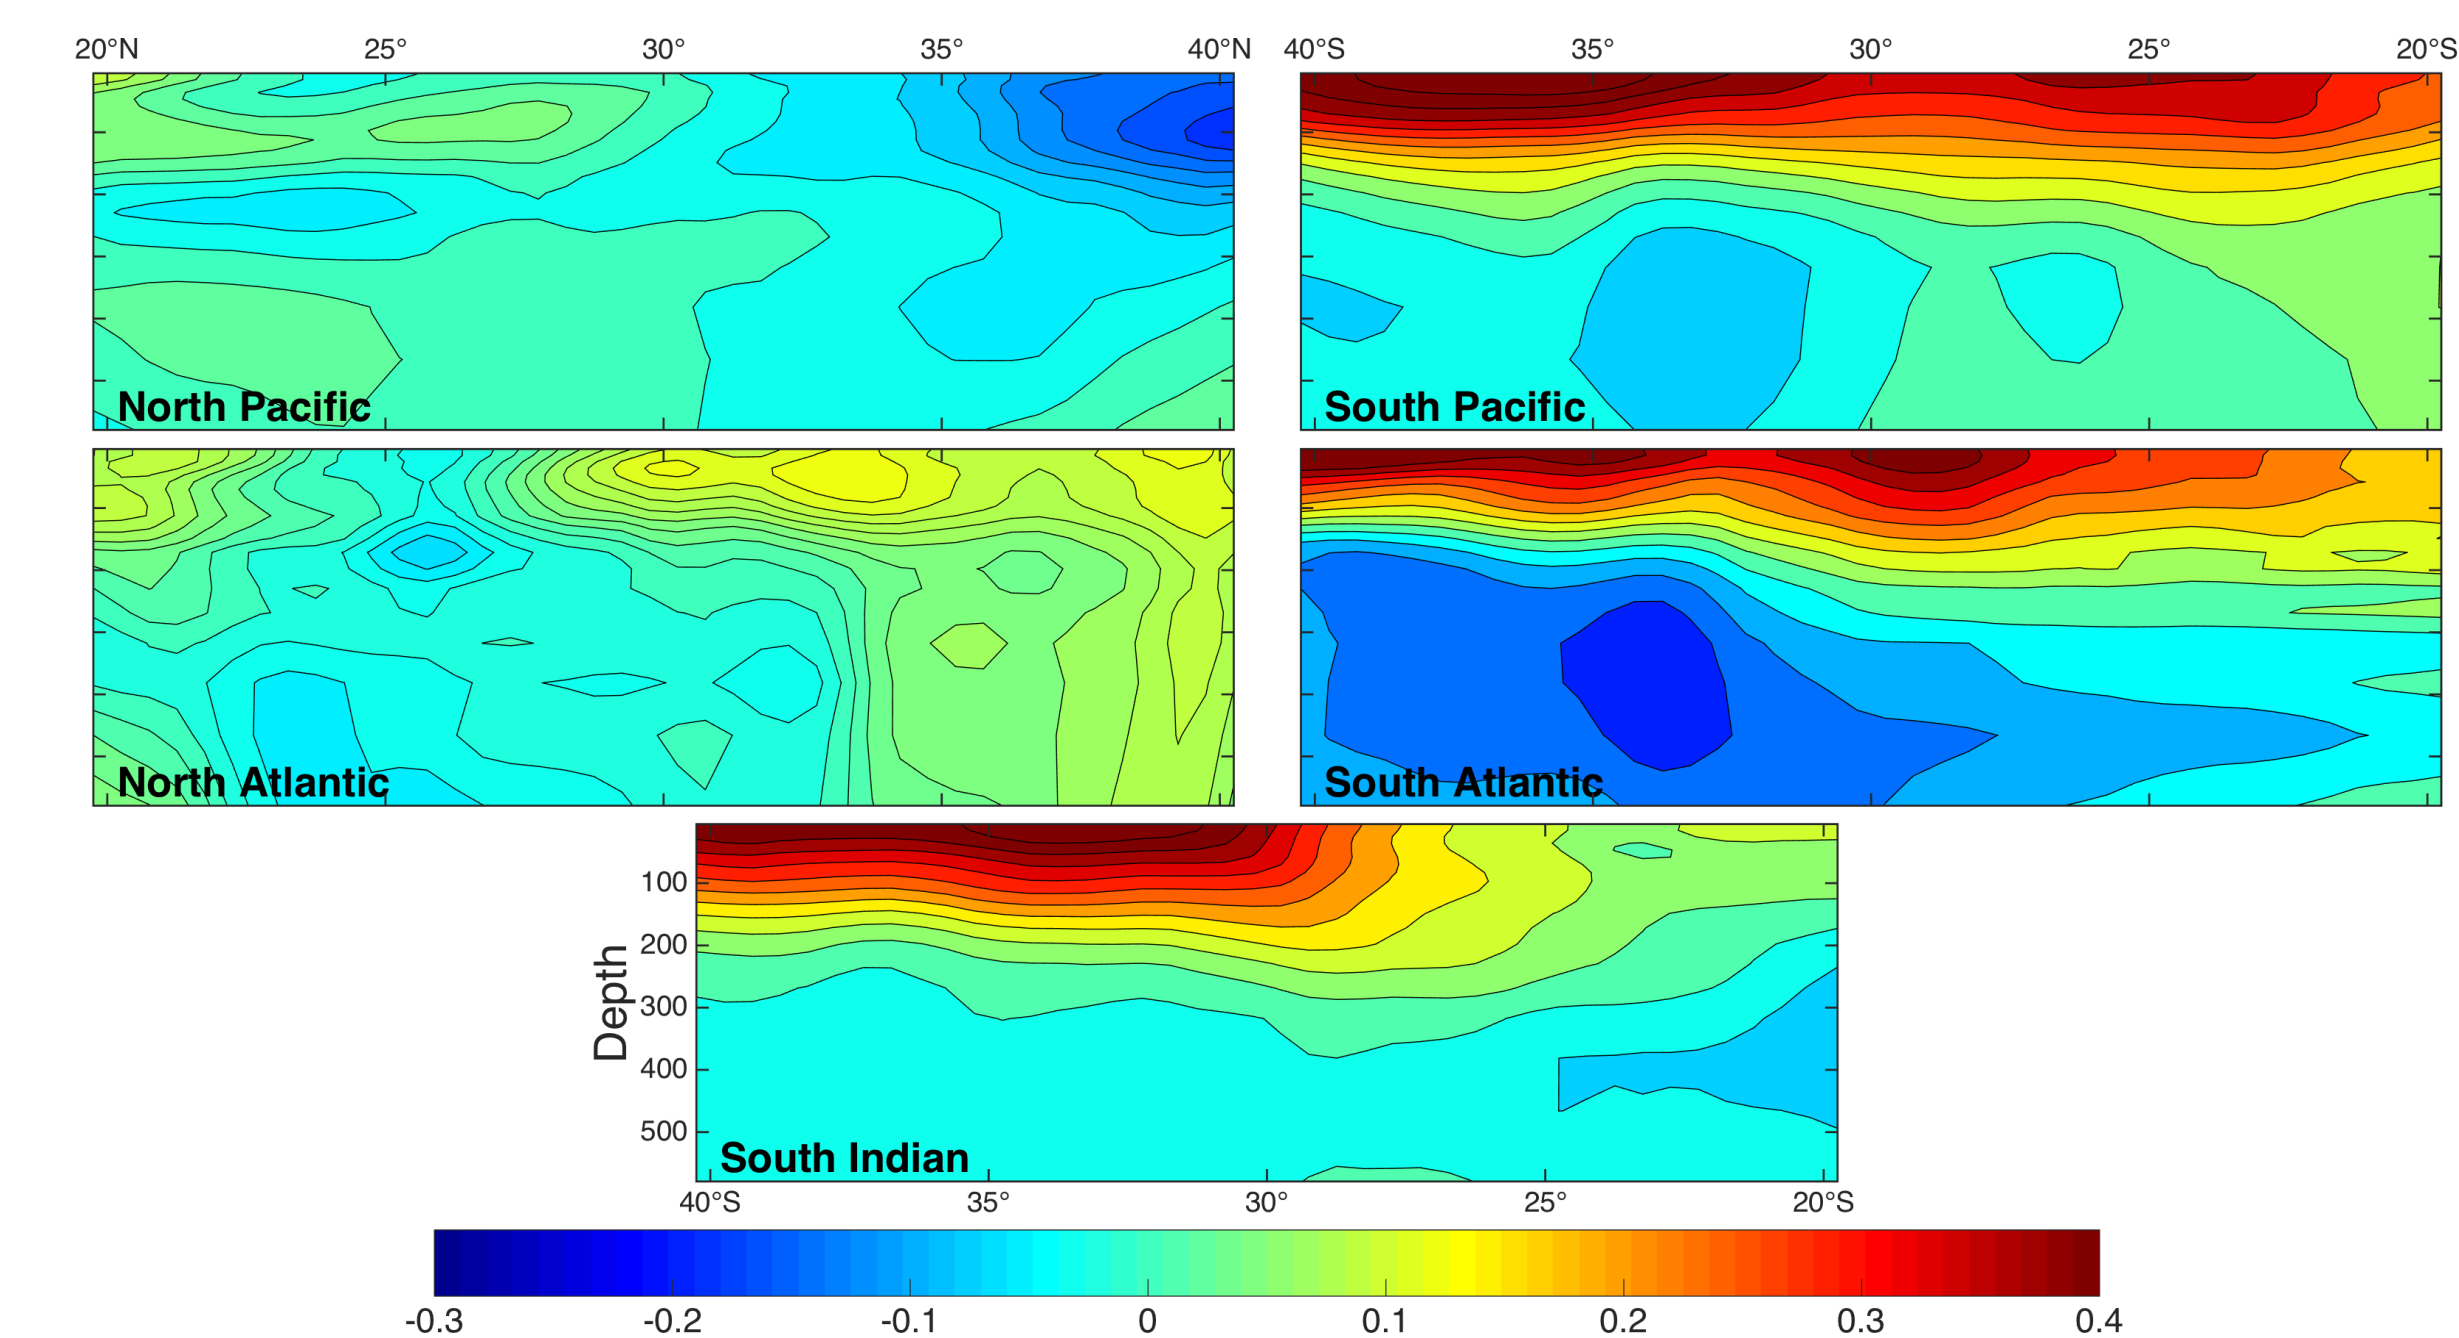 20°N 25° 30° 35° 40°N 40°S 35° 30° 25° 20°S
North Pacific
South Pacific
North Atlantic
South Atlantic
Depth
100
200
300
400
500
South Indian
40°S 35° 30° 25° 20°S
-0.3 -0.2 -0.1 0 0.1 0.2 0.3 0.4